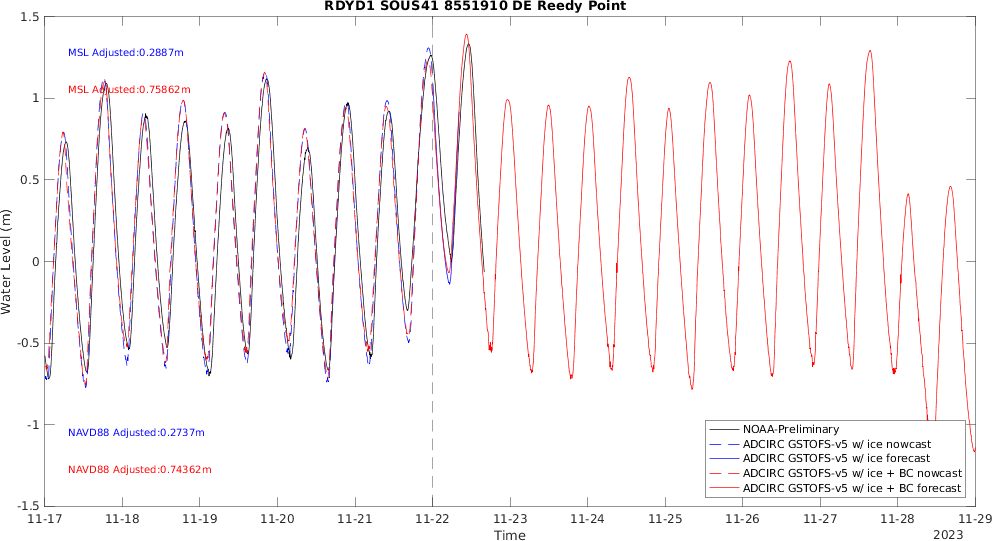 RDYD1 SOUS41 8551910 DE Reedy Point
1.5
1
0.5
0
-0.5
-1
-1.5
Water Level (m)
MSL Adjusted:0.2887m
MSL Adjusted:0.75862m
NAVD88 Adjusted:0.2737m
NAVD88 Adjusted:0.74362m
NOAA-Preliminary
ADCIRC GSTOFS-v5 w/ ice nowcast
ADCIRC GSTOFS-v5 w/ ice forecast
ADCIRC GSTOFS-v5 w/ ice + BC nowcast
ADCIRC GSTOFS-v5 w/ ice + BC forecast
11-17 11-18 11-19 11-20 11-21 11-22 11-23 11-24 11-25 11-26 11-27 11-28 11-29
Time
2023